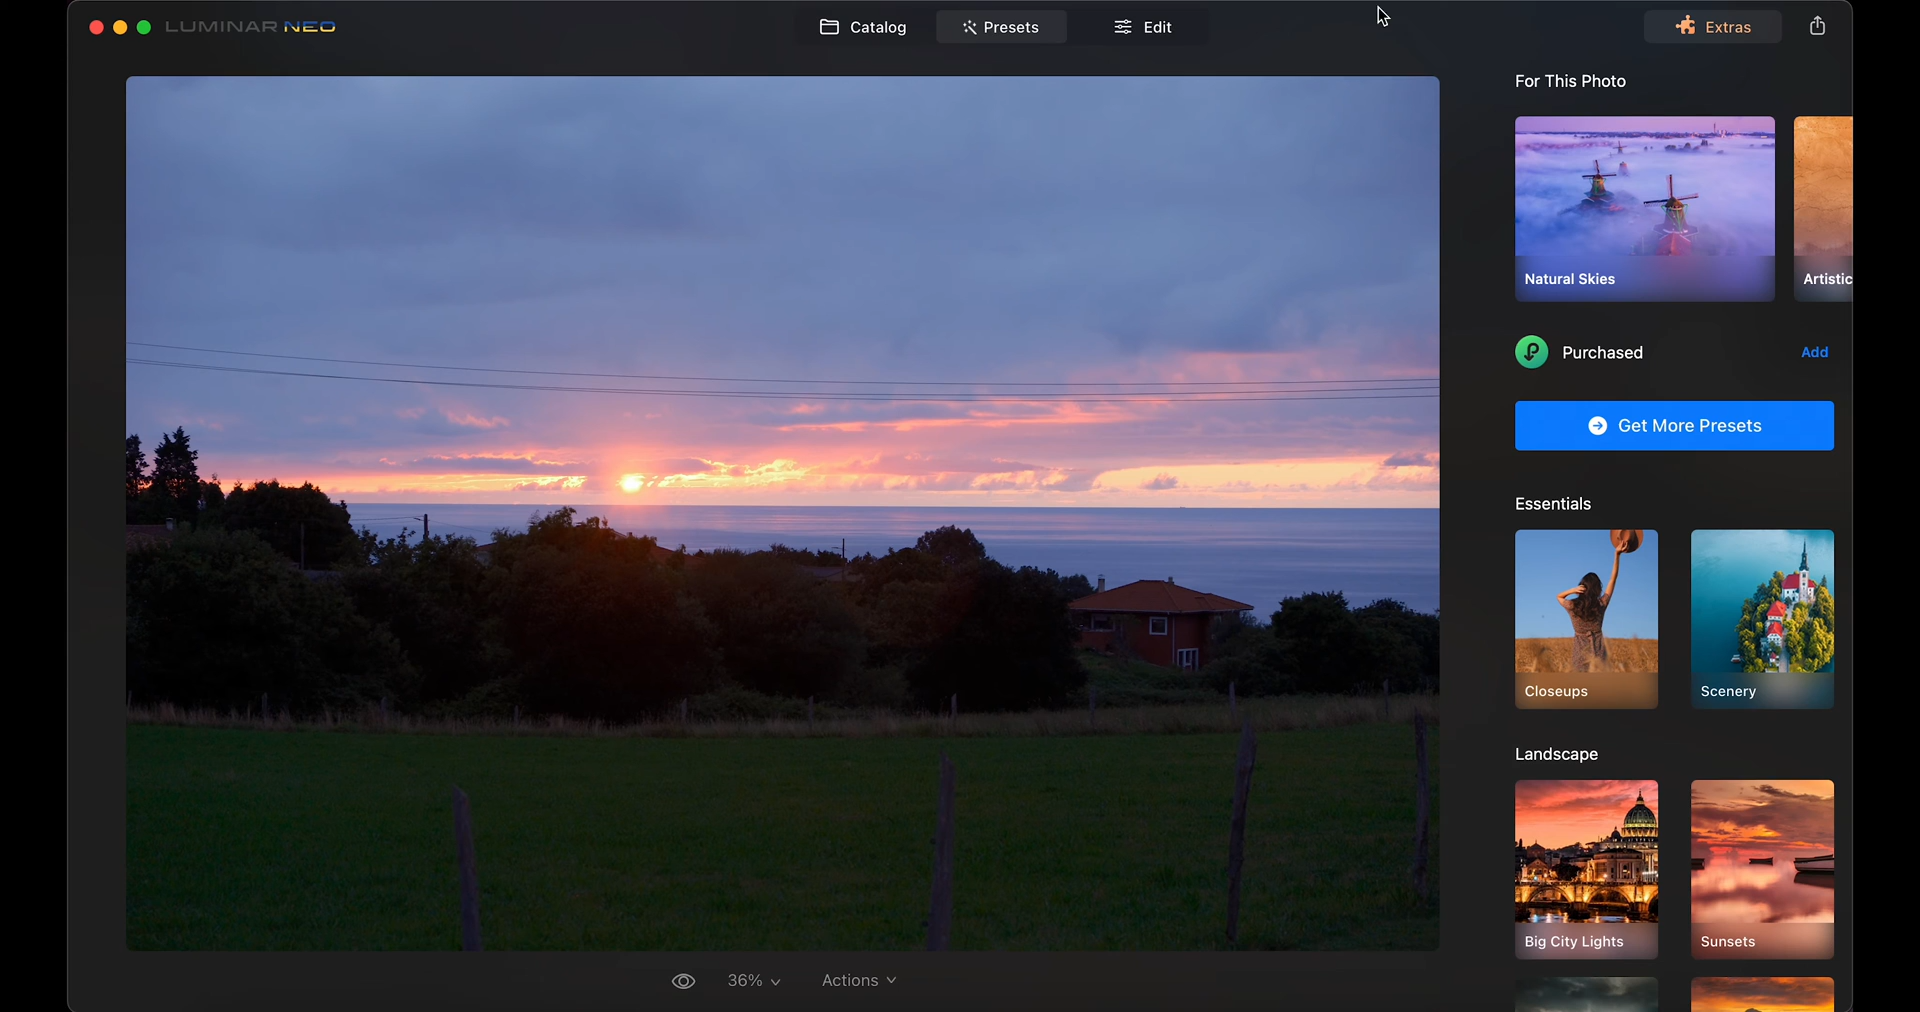 LUMINAR NEO
Catalog
Presets
Edit
Extras
For This Photo
Natural Skies
Artistic
Purchased
Add
Get More Presets
Essentials
Closeups
Scenery
Landscape
Big City Lights
Sunsets
36%
Actions